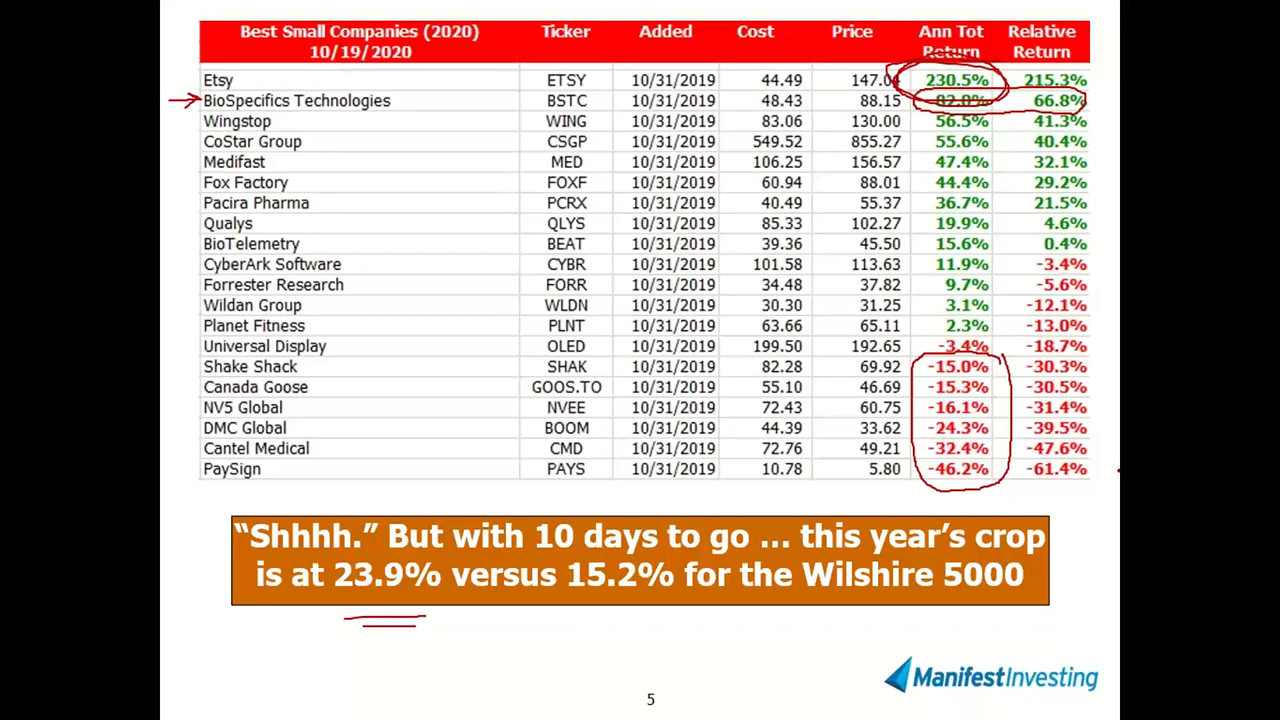 Best Small Companies (2020) Ticker Added Cost Price Ann Tot Relative
10/19/2020 Return Return
Etsy ETSY 10/31/2019 44.49 147.04 230.5% 215.3%
BioSpecifics Technologies BSTC 10/31/2019 48.43 88.15 82.0% 66.8%
Wingstop WING 10/31/2019 83.06 130.00 56.5% 41.3%
CoStar Group CSGP 10/31/2019 549.52 855.27 55.6% 40.4%
Medifast MED 10/31/2019 106.25 156.57 47.4% 32.1%
Fox Factory FOXF 10/31/2019 60.94 88.01 44.4% 29.2%
Pacira Pharma PCRX 10/31/2019 40.49 55.37 36.7% 21.5%
Qualys QLYS 10/31/2019 85.33 102.27 19.9% 4.6%
BioTelemetry BEAT 10/31/2019 39.36 45.50 15.6% 0.4%
CyberArk Software CYBR 10/31/2019 101.58 113.63 11.9% -3.4%
Forrester Research FORR 10/31/2019 34.48 37.82 9.7% -5.6%
Wildan Group WLDN 10/31/2019 30.30 31.25 3.1% -12.1%
Planet Fitness PLNT 10/31/2019 63.66 65.11 2.3% -13.0%
Universal Display OLED 10/31/2019 199.50 192.65 -3.4% -18.7%
Shake Shack SHAK 10/31/2019 82.28 69.92 -15.0% -30.3%
Canada Goose GOOS.TO 10/31/2019 55.10 46.69 -15.3% -30.5%
NV5 Global NVEE 10/31/2019 72.43 60.75 -16.1% -31.4%
DMC Global BOOM 10/31/2019 44.39 33.62 -24.3% -39.5%
Cantel Medical CMD 10/31/2019 72.76 49.21 -32.4% -47.6%
PaySign PAYS 10/31/2019 10.78 5.80 -46.2% -61.4%
“Shhhh.” But with 10 days to go … this year’s crop
is at 23.9% versus 15.2% for the Wilshire 5000
ManifestInvesting
5